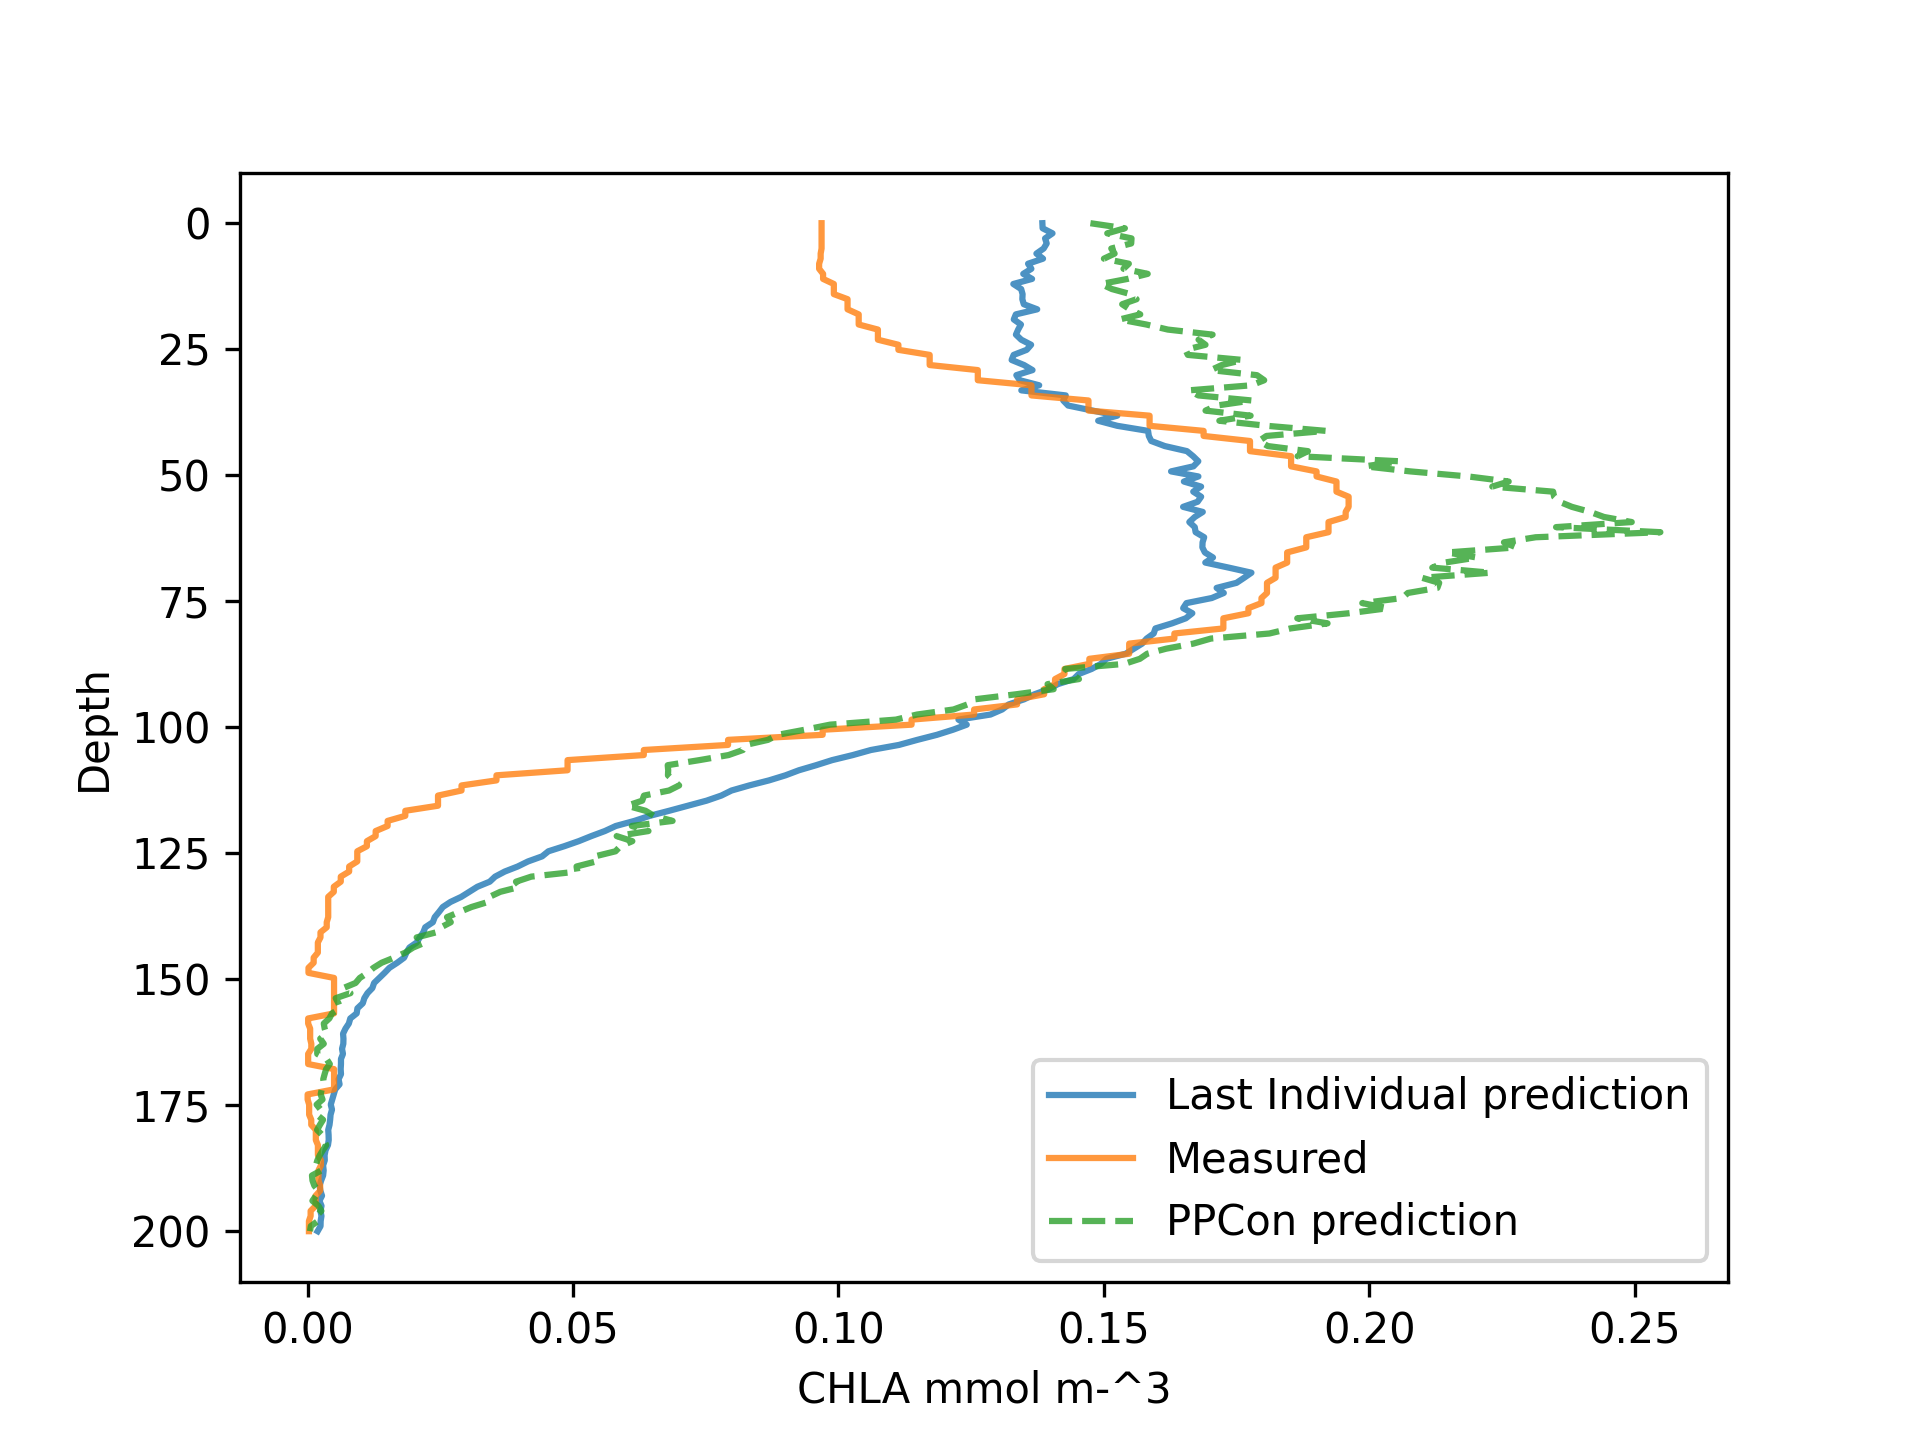 0
25
50
75
100
125
150
175
200
Depth
0.00 0.05 0.10 0.15 0.20 0.25
CHLA mmol m-^3
Last Individual prediction
Measured
PPCon prediction